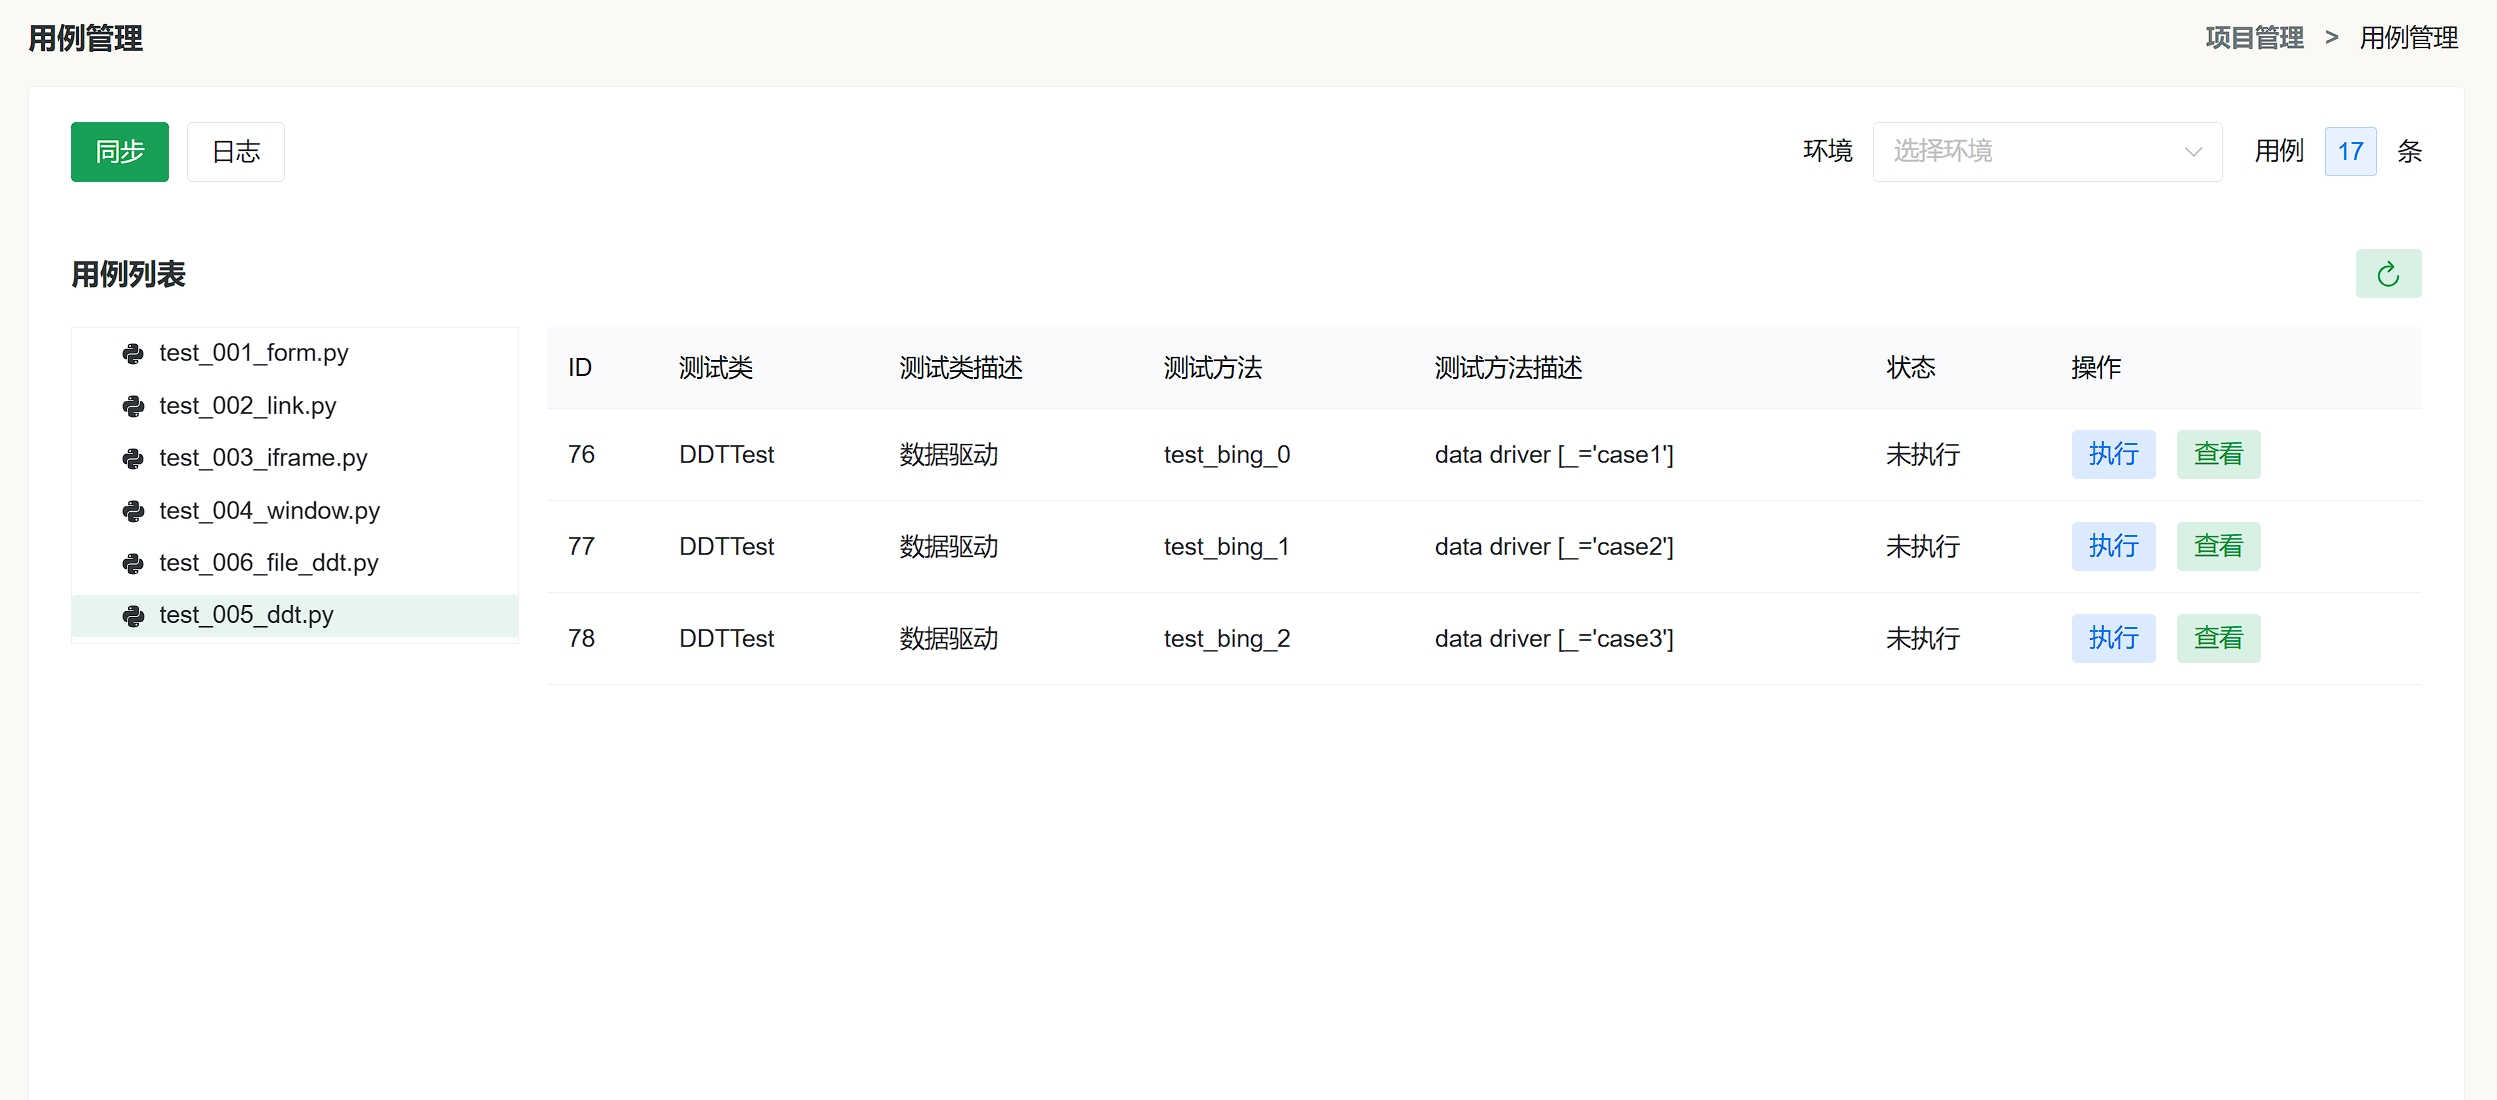 用例管理
项目管理 > 用例管理
同步 日志 环境 选择环境 用例 17 条
用例列表
test_001_form.py
test_002_link.py
test_003_iframe.py
test_004_window.py
test_006_file_ddt.py
test_005_ddt.py
ID 测试类 测试类描述 测试方法 测试方法描述 状态 操作
76 DDTTest 数据驱动 test_bing_0 data driver [_='case1'] 未执行 执行 查看
77 DDTTest 数据驱动 test_bing_1 data driver [_='case2'] 未执行 执行 查看
78 DDTTest 数据驱动 test_bing_2 data driver [_='case3'] 未执行 执行 查看